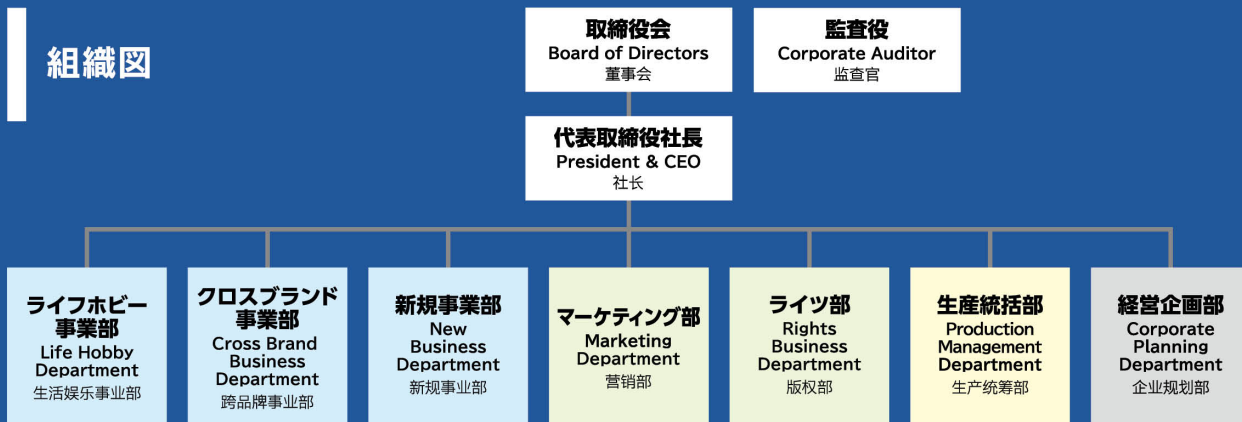 組織図
取締役会
Board of Directors
董事会
監査役
Corporate Auditor
监查官
代表取締役社長
President & CEO
社长
ライフホビー
事業部
Life Hobby
Department
生活娱乐事业部
クロスブランド
事業部
Cross Brand
Business
Department
跨品牌事业部
新規事業部
New
Business
Department
新规事业部
マーケティング部
Marketing
Department
营销部
ライツ部
Rights
Business
Department
版权部
生産統括部
Production
Management
Department
生产统筹部
経営企画部
Corporate
Planning
Department
企业规划部